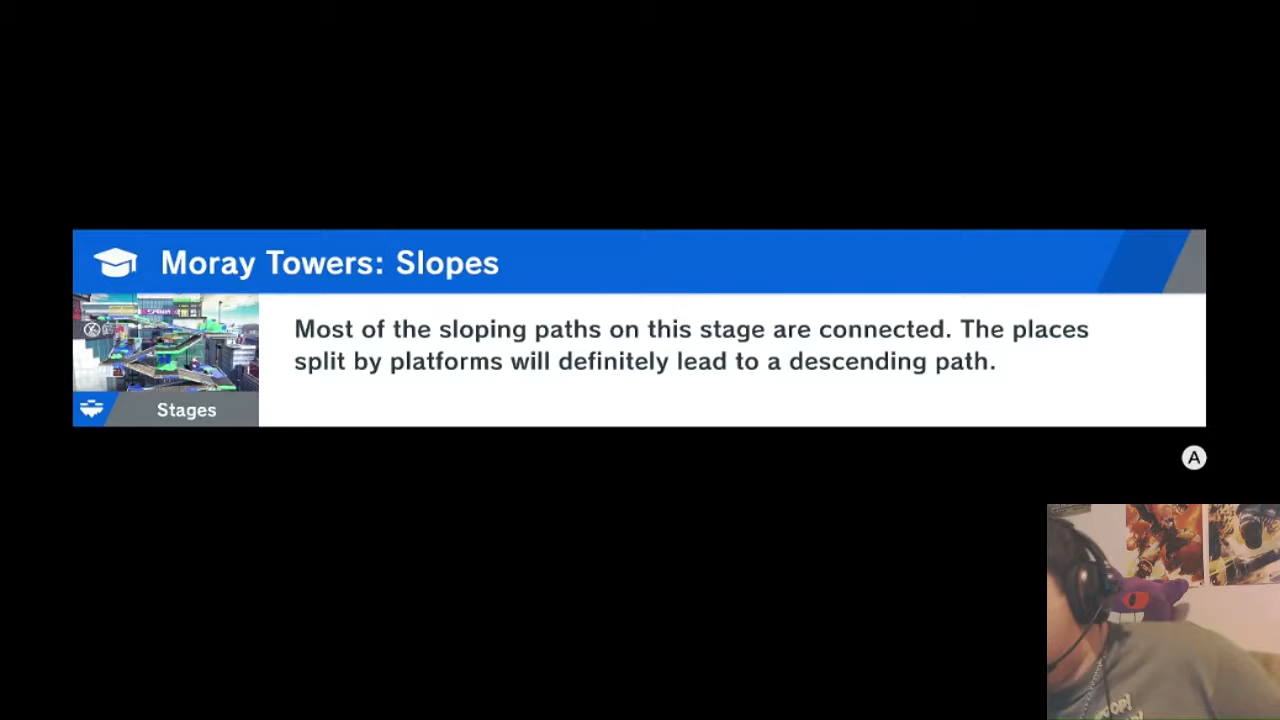 Moray Towers: Slopes
Most of the sloping paths on this stage are connected. The places
split by platforms will definitely lead to a descending path.
Stages
A